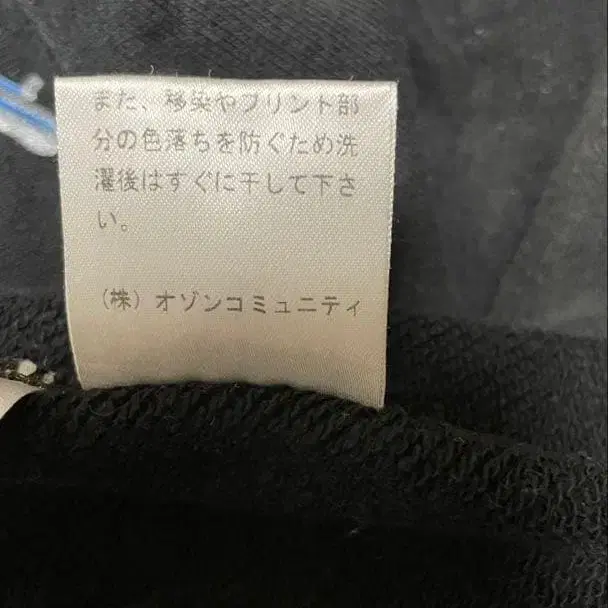 また、移染やプリント部
分の色落ちを防ぐため洗
濯後はすぐに干して下さ
い。
(株) オゾンコミュニティ